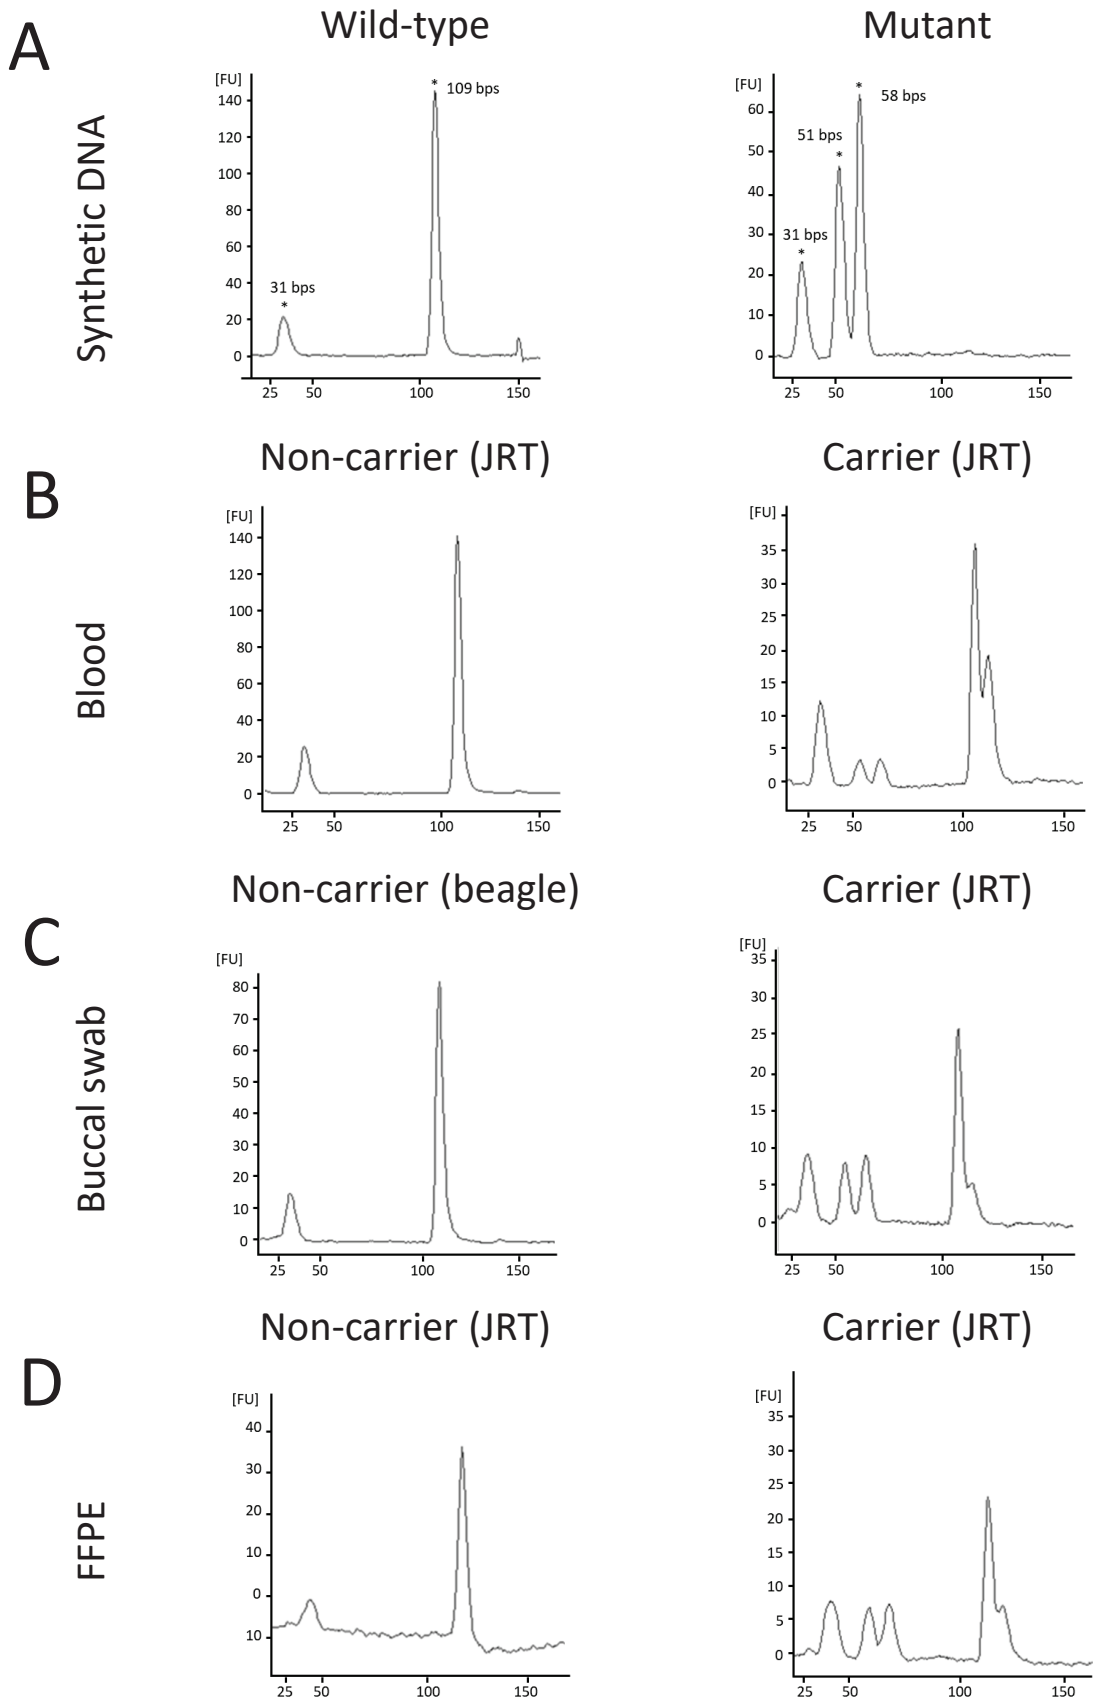 A
Wild-type
Mutant
Synthetic DNA
[FU]
140
120
100
80
60
40
20
0
31 bps
*
*
109 bps
25 50 100 150
[FU]
60
50
40
30
20
10
0
31 bps
*
51 bps
*
*
58 bps
25 50 100 150
B
Non-carrier (JRT)
Carrier (JRT)
Blood
[FU]
140
120
100
80
60
40
20
0
25 50 100 150
[FU]
35
30
25
20
15
10
5
0
25 50 100 150
C
Non-carrier (beagle)
Carrier (JRT)
Buccal swab
[FU]
80
70
60
50
40
30
20
10
0
25 50 100 150
[FU]
35
30
25
20
15
10
5
0
25 50 100 150
D
Non-carrier (JRT)
Carrier (JRT)
FFPE
[FU]
40
30
20
10
0
10
25 50 100 150
[FU]
35
30
25
20
15
10
5
0
25 50 100 150